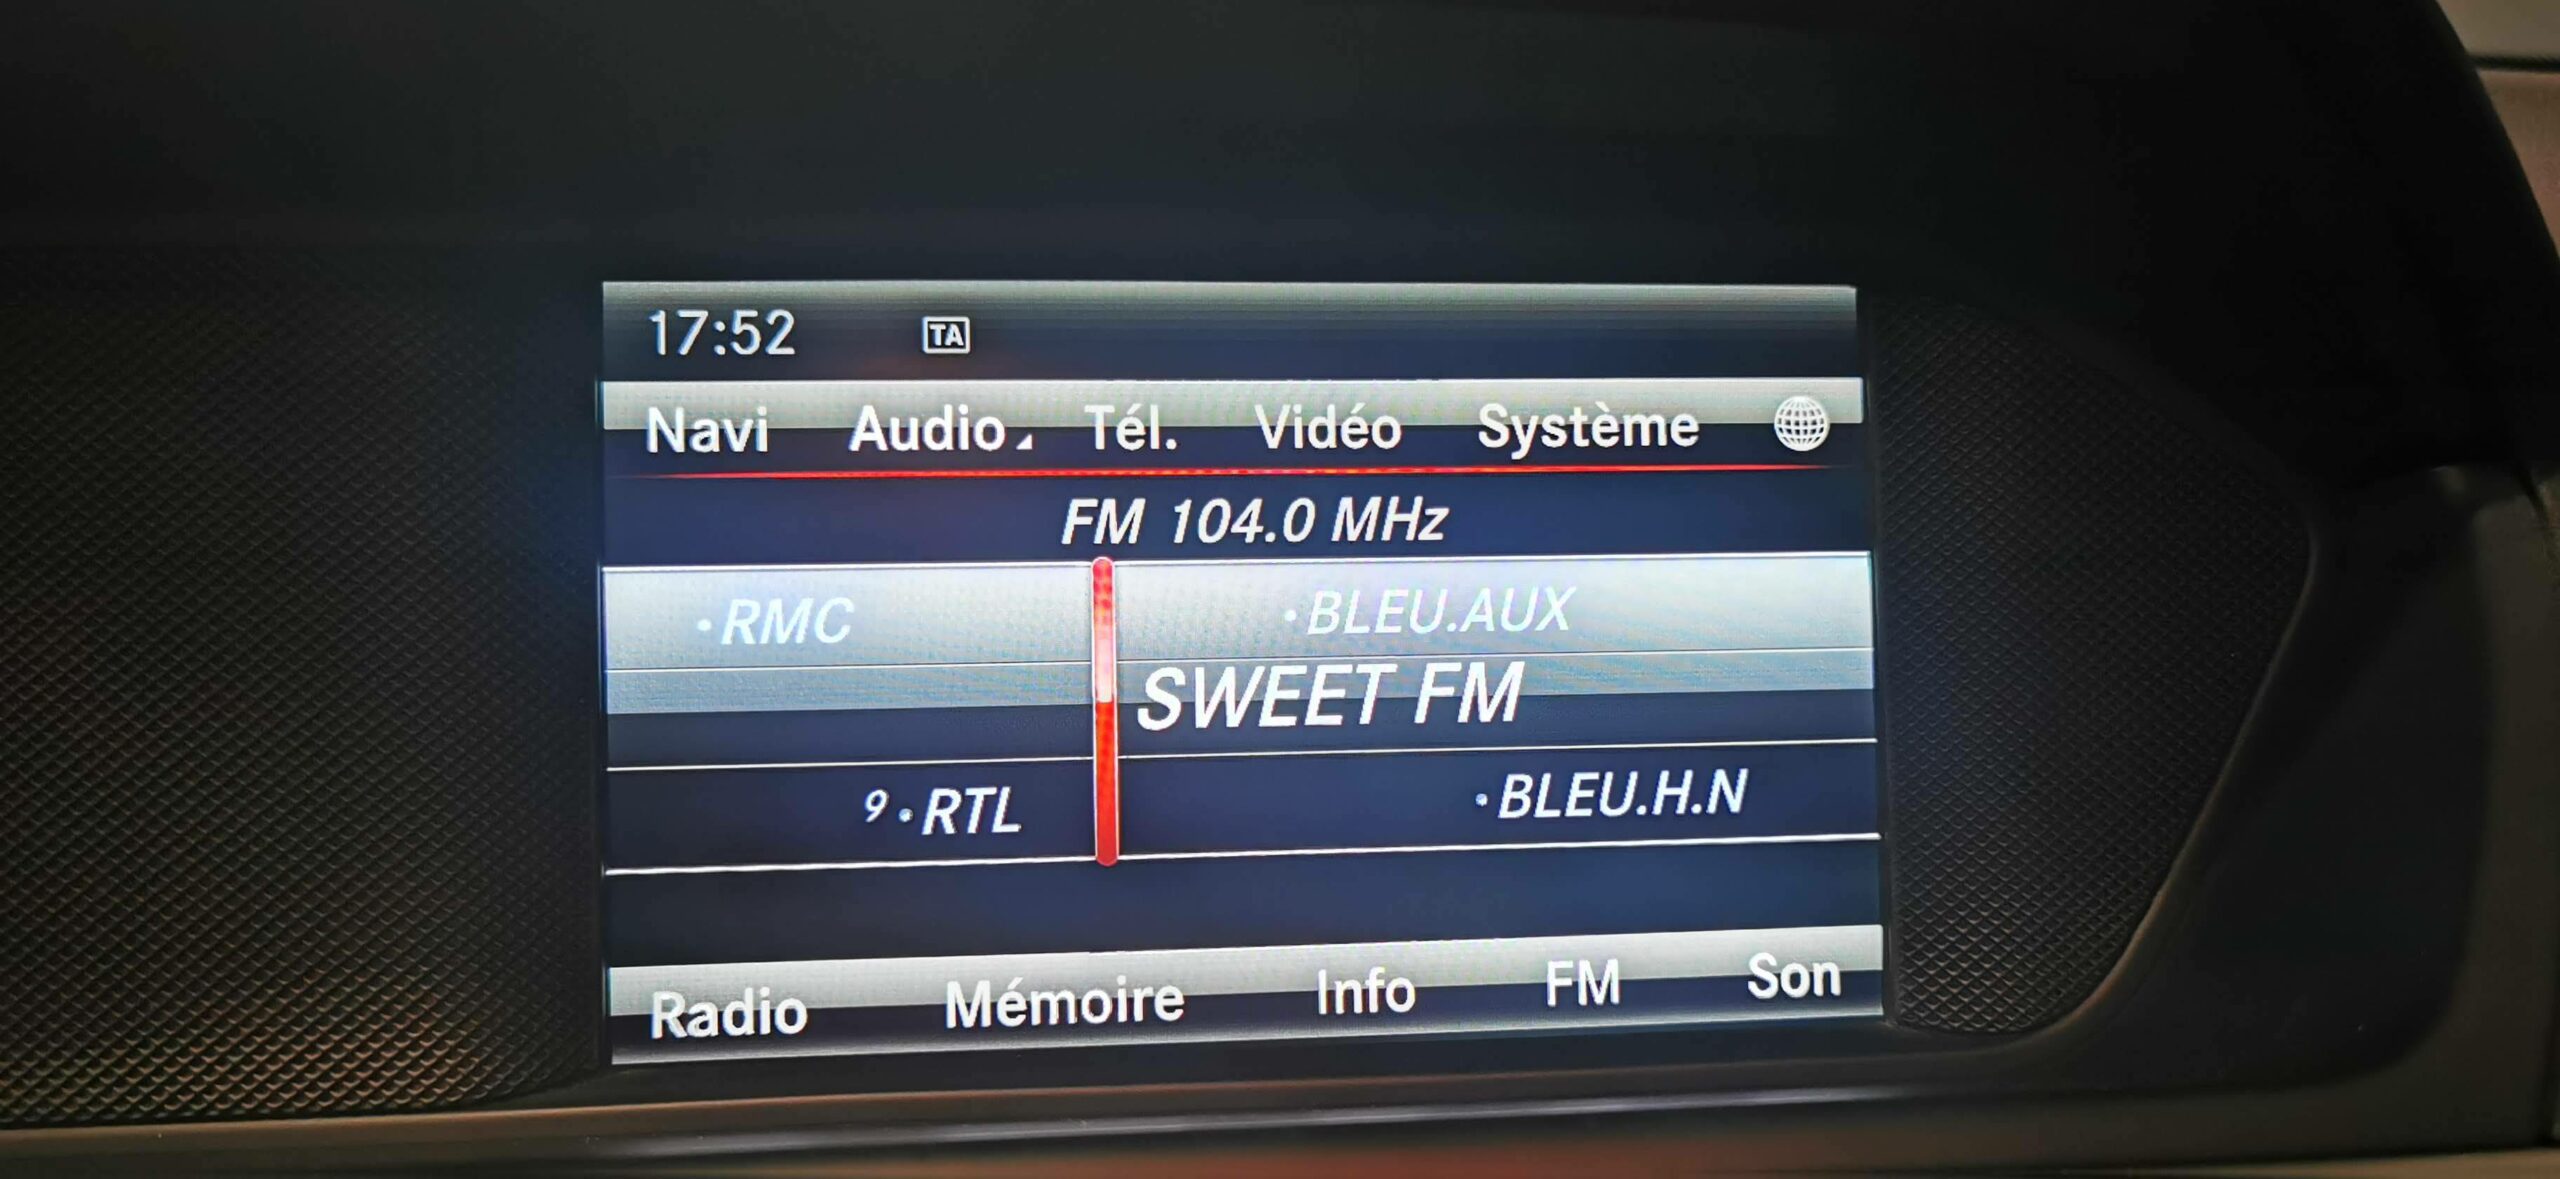 17:52 TA
Navi Audio Tél. Vidéo Système
FM 104.0 MHz
•RMC •BLEU.AUX
SWEET FM
9•RTL •BLEU.H.N
Radio Mémoire Info FM Son